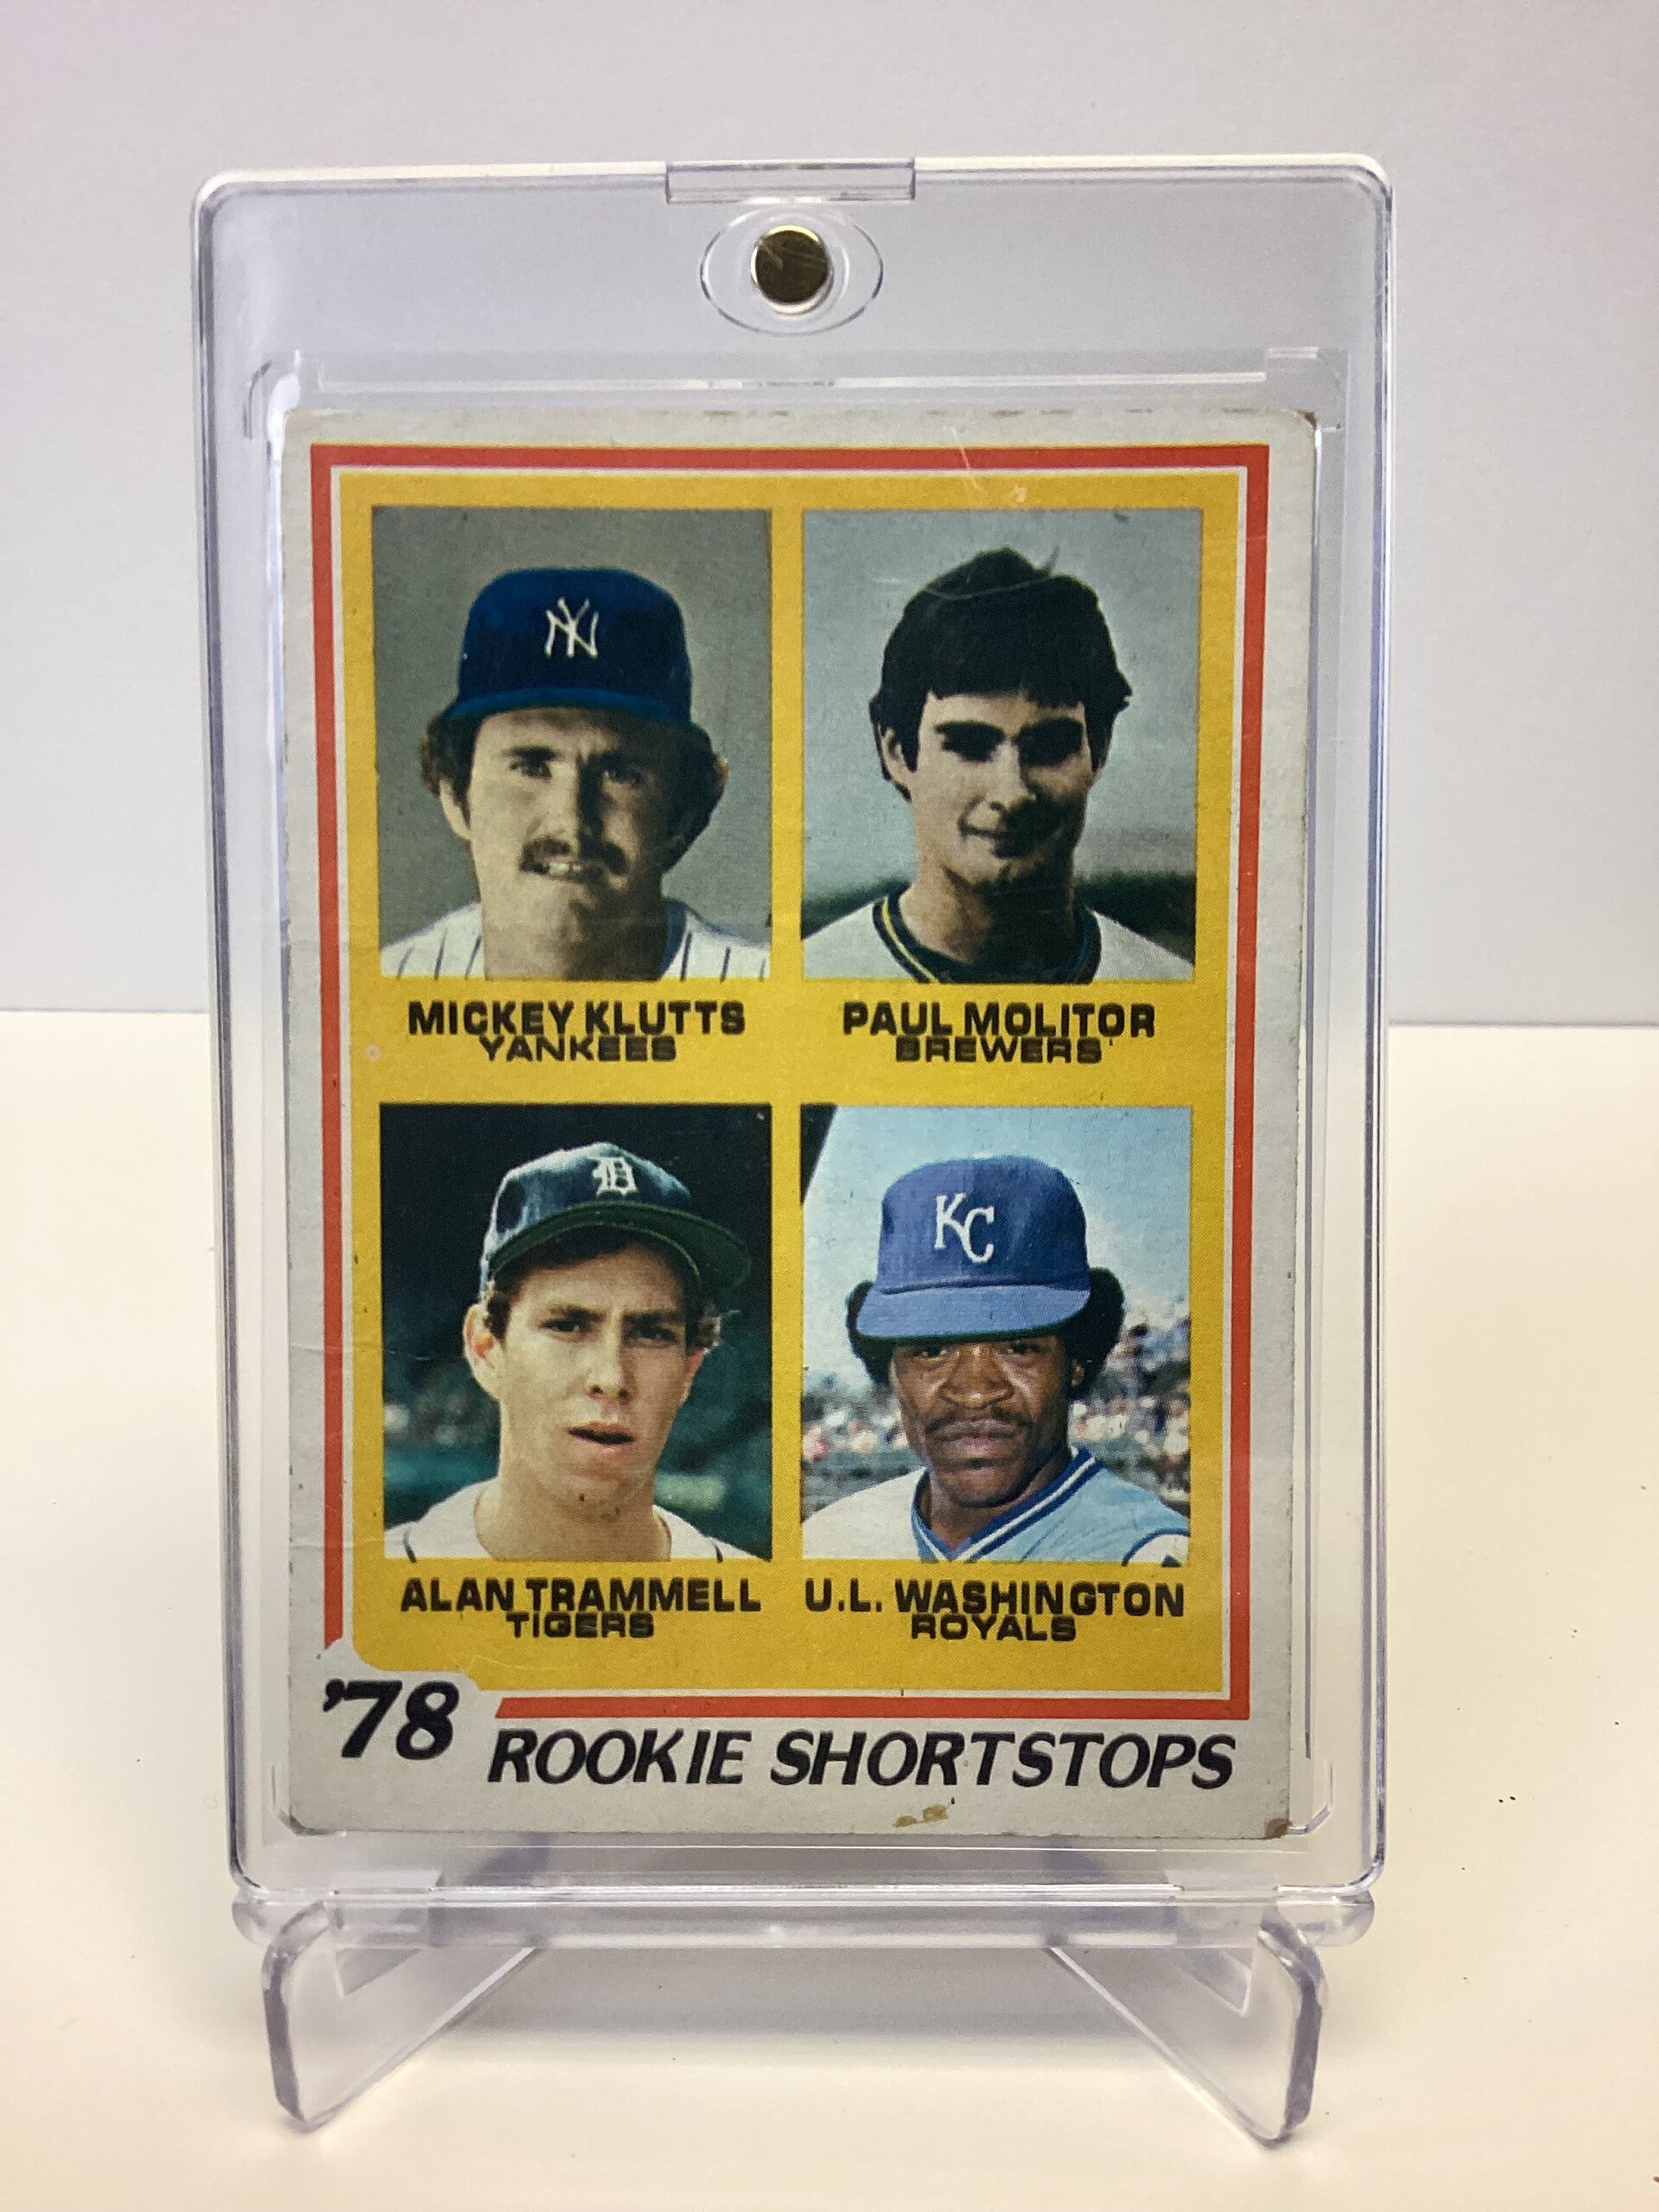 NY
MICKEY KLUTTS
YANKEES
PAUL MOLITOR
BREWERS
D
KC
ALAN TRAMMELL
TIGERS
U.L. WASHINGTON
ROYALS
'78
ROOKIE SHORTSTOPS